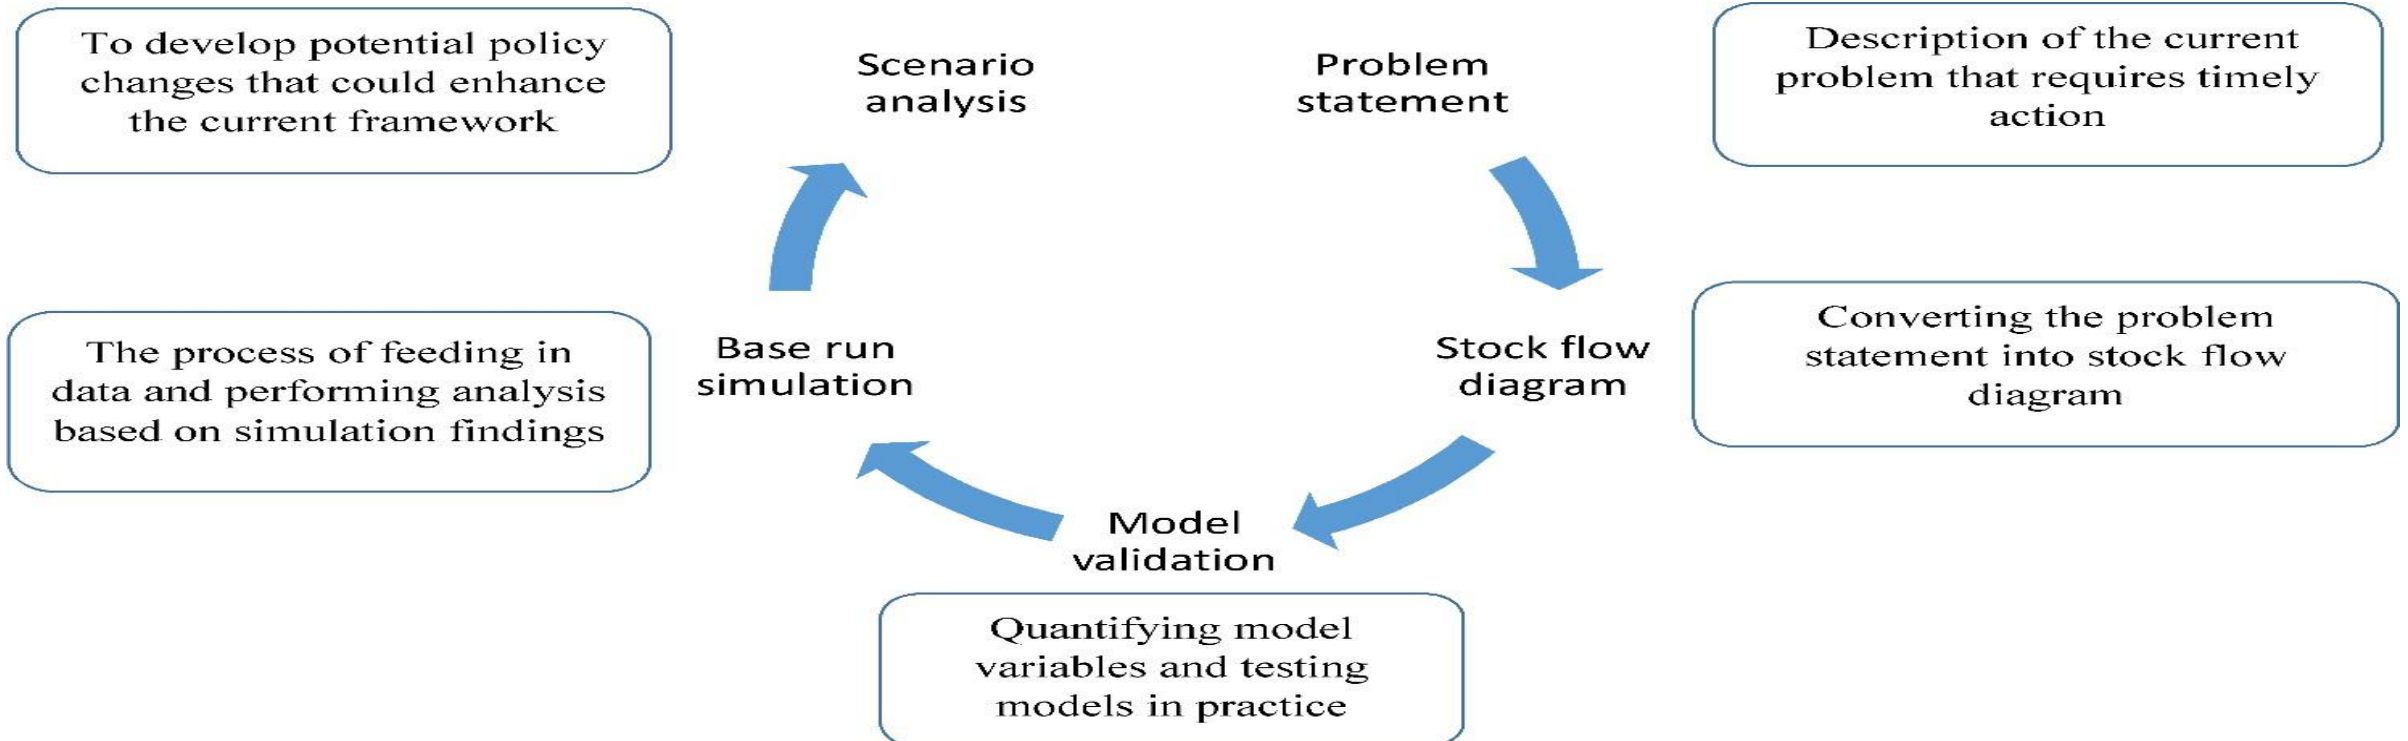 To develop potential policy
changes that could enhance
the current framework
Scenario
analysis
Problem
statement
Description of the current
problem that requires timely
action
The process of feeding in
data and performing analysis
based on simulation findings
Base run
simulation
Stock flow
diagram
Converting the problem
statement into stock flow
diagram
Model
validation
Quantifying model
variables and testing
models in practice